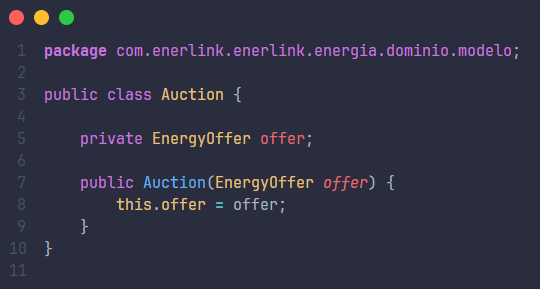 1 package com.enerlink.enerlink.energia.dominio.modelo;
2
3 public class Auction {
4
5     private EnergyOffer offer;
6
7     public Auction(EnergyOffer offer) {
8         this.offer = offer;
9     }
10 }
11